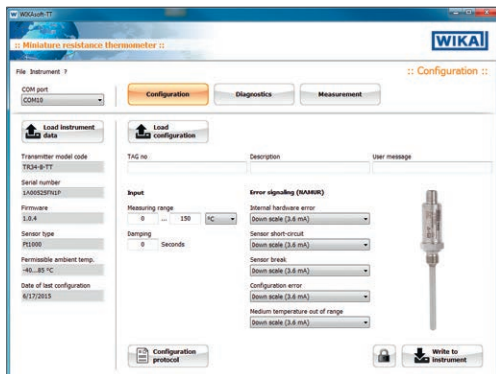 WIKAsoft-TT
:: Miniature resistance thermometer ::
WIKA
File Instrument ?
:: Configuration ::
COM port
COM10
Configuration
Diagnostics
Measurement
Load instrument data
Load configuration
Transmitter model code
TR34-B-TT
TAG no
Description
User message
Serial number
1A00525FN1P
Input
Error signaling (NAMUR)
Firmware
1.0.4
Measuring range
0 ... 150 °C
Internal hardware error
Down scale (3.6 mA)
Sensor type
Pt1000
Damping
0 Seconds
Sensor short-circuit
Down scale (3.6 mA)
Permissible ambient temp.
-40...85 °C
Sensor break
Down scale (3.6 mA)
Date of last configuration
6/17/2015
Configuration error
Down scale (3.6 mA)
Medium temperature out of range
Down scale (3.6 mA)
Configuration protocol
Write to instrument